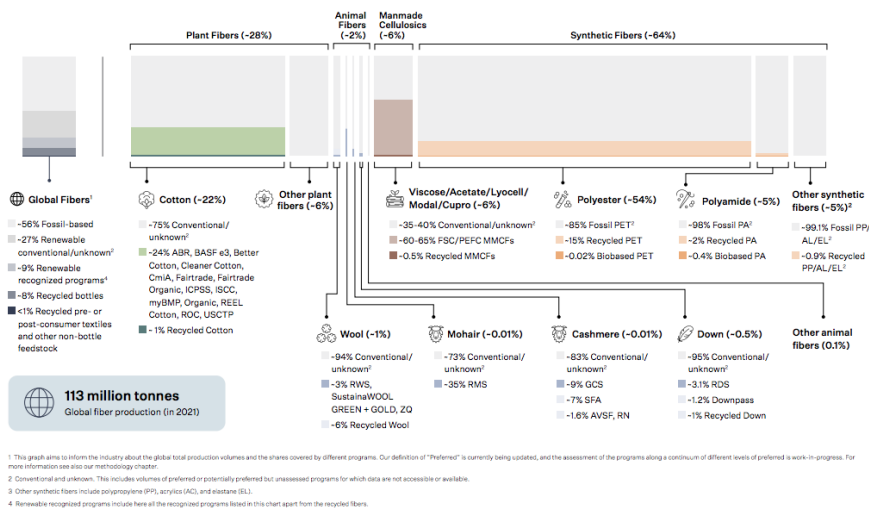 Plant Fibers (~28%)
Animal
Fibers
(~2%)
Manmade
Cellulosics
(~6%)
Synthetic Fibers (~64%)
Global Fibers¹
~56% Fossil-based
~27% Renewable
conventional/unknown²
~9% Renewable
recognized programs⁴
~8% Recycled bottles
<1% Recycled pre- or
post-consumer textiles
and other non-bottle
feedstock
Cotton (~22%)
~75% Conventional/
unknown²
~24% ABR, BASF e3, Better
Cotton, Cleaner Cotton,
CmiA, Fairtrade, Fairtrade
Organic, ICPSS, ISCC,
myBMP, Organic, REEL
Cotton, ROC, USCTP
~ 1% Recycled Cotton
Other plant
fibers (~6%)
Viscose/Acetate/Lyocell/
Modal/Cupro (~6%)
~35-40% Conventional/unknown²
~60-65% FSC/PEFC MMCFs
~0.5% Recycled MMCFs
Polyester (~54%)
~85% Fossil PET²
~15% Recycled PET
~0.02% Biobased PET
Polyamide (~5%)
~98% Fossil PA²
~2% Recycled PA
~0.4% Biobased PA
Other synthetic
fibers (~5%)²
~99.1% Fossil PP/
AL/EL²
~0.9% Recycled
PP/AL/EL²
Wool (~1%)
~94% Conventional/
unknown²
~3% RWS,
SustainaWOOL
GREEN + GOLD, ZQ
~6% Recycled Wool
Mohair (~0.01%)
~73% Conventional/
unknown²
~35% RMS
Cashmere (~0.01%)
~83% Conventional/
unknown²
~9% GCS
~7% SFA
~1.6% AVSF, RN
Down (~0.5%)
~95% Conventional/
unknown²
~3.1% RDS
~1.2% Downpass
~1% Recycled Down
Other animal
fibers (0.1%)
113 million tonnes
Global fiber production (in 2021)
1 This graph aims to inform the industry about the global total production volumes and the shares covered by different programs. Our definition of "Preferred" is currently being updated, and the assessment of the programs along a continuum of different levels of preferred is work-in-progress. For
more information see also our methodology chapter.
2 Conventional and unknown. This includes volumes of preferred or potentially preferred but unassessed programs for which data are not accessible or available.
3 Other synthetic fibers include polypropylene (PP), acrylics (AC), and elastane (EL).
4 Renewable recognized programs include here all the recognized programs listed in this chart apart from the recycled fibers.